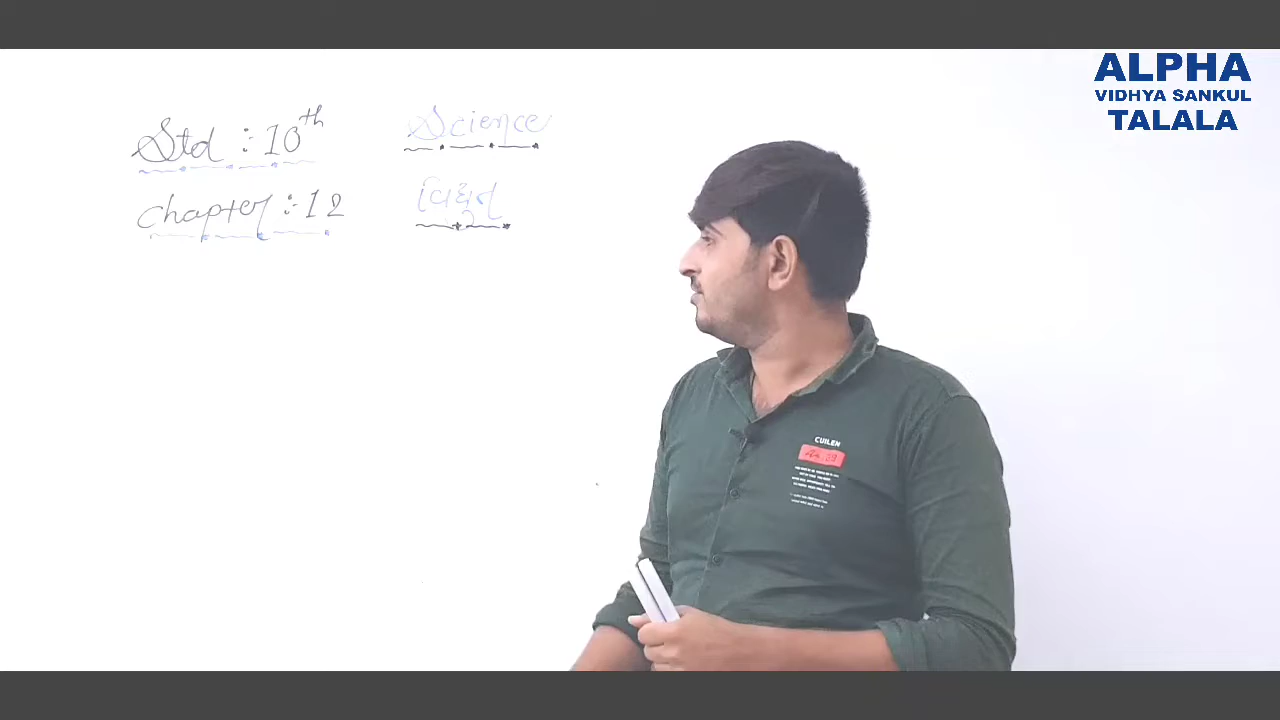 ALPHA
VIDHYA SANKUL
TALALA
Std :- 10th Science
Chapter :- 12 વિદ્યુત
CUILEN